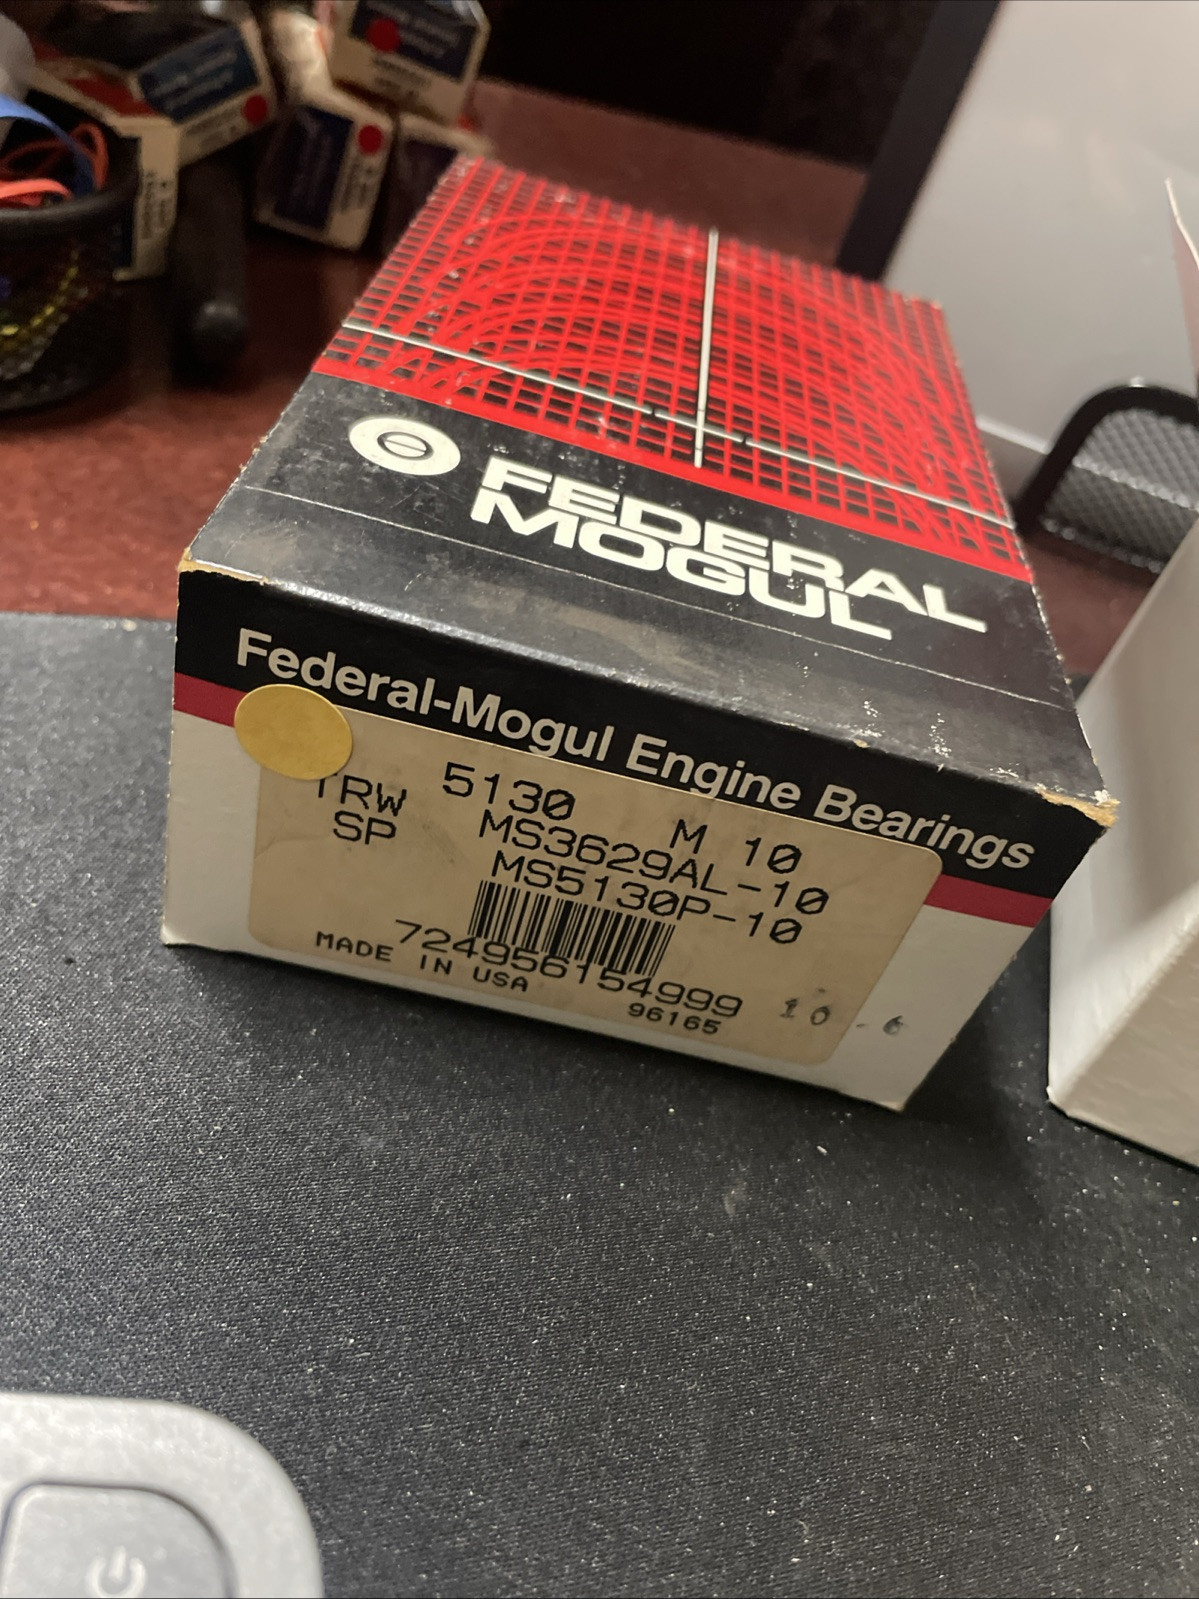 FEDERAL
MOGUL
Federal-Mogul Engine Bearings
5130 M 10
TRW MS3629AL-10
SP MS5130P-10
724956154999
MADE IN USA 96165
10-6